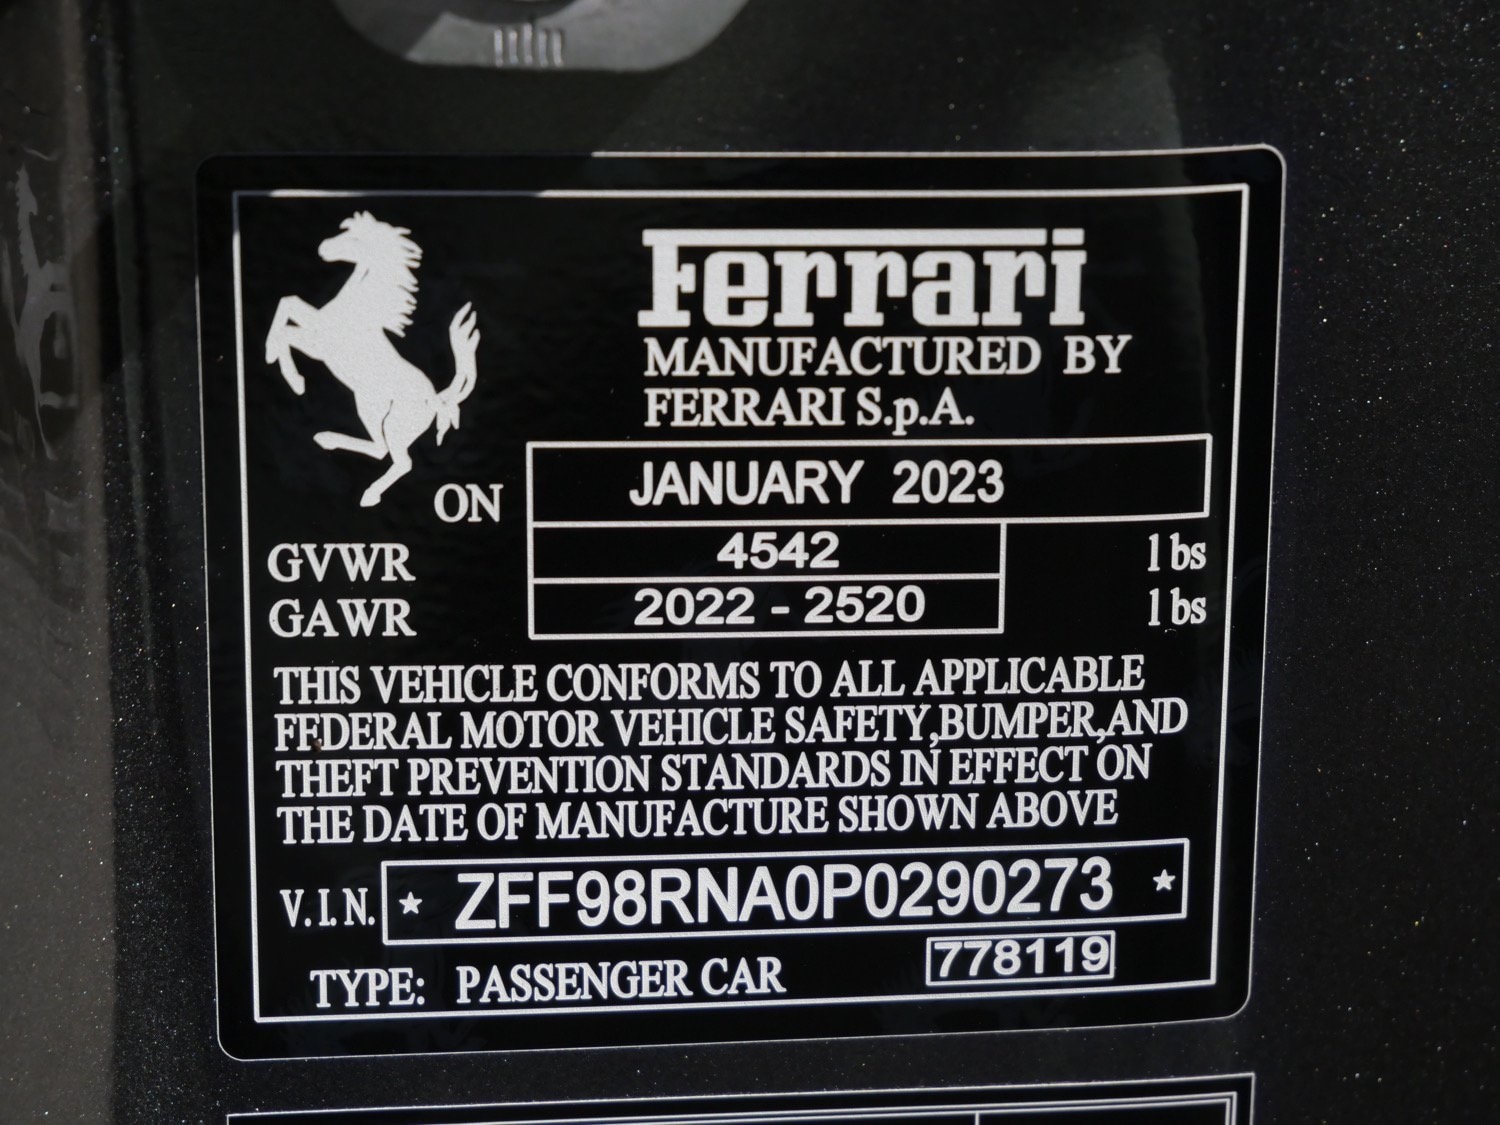 Ferrari
MANUFACTURED BY
FERRARI S.p.A.
ON JANUARY 2023
GVWR 4542 lbs
GAWR 2022 - 2520 lbs
THIS VEHICLE CONFORMS TO ALL APPLICABLE
FEDERAL MOTOR VEHICLE SAFETY,BUMPER,AND
THEFT PREVENTION STANDARDS IN EFFECT ON
THE DATE OF MANUFACTURE SHOWN ABOVE
V.I.N. * ZFF98RNA0P0290273 *
TYPE: PASSENGER CAR 778119